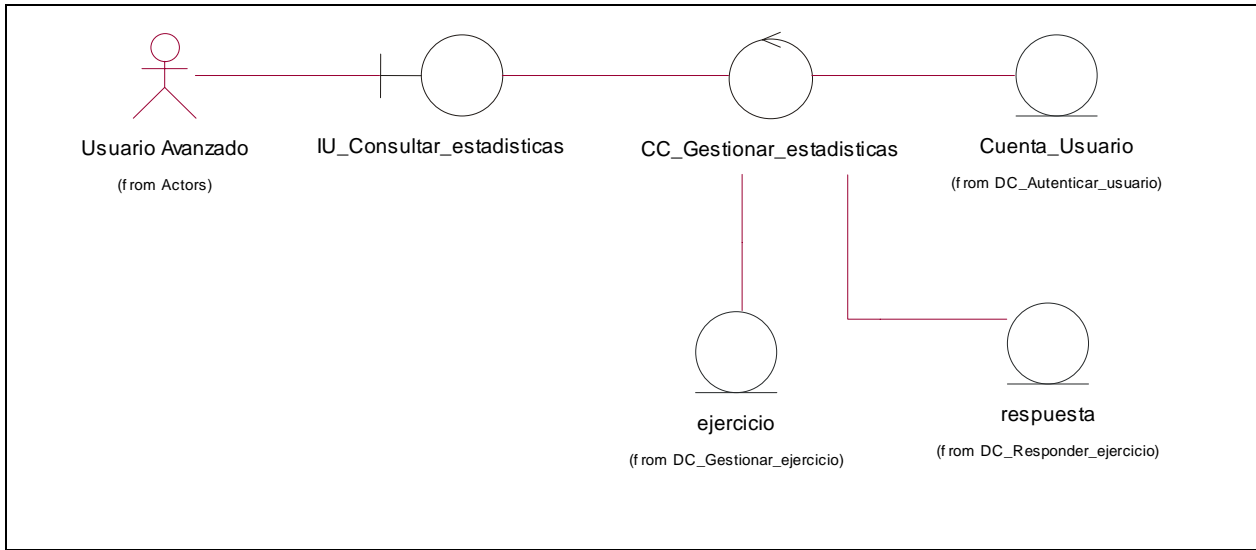 Usuario Avanzado
(from Actors)
IU_Consultar_estadisticas
CC_Gestionar_estadisticas
Cuenta_Usuario
(from DC_Autenticar_usuario)
ejercicio
(from DC_Gestionar_ejercicio)
respuesta
(from DC_Responder_ejercicio)